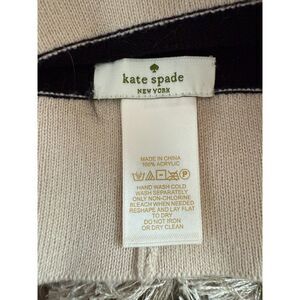 kate spade
NEW YORK
MADE IN CHINA
100% ACRYLIC
P
HAND WASH COLD
WASH SEPARATELY
ONLY NON-CHLORINE
BLEACH WHEN NEEDED
RESHAPE AND LAY FLAT
TO DRY
DO NOT IRON
OR DRY CLEAN